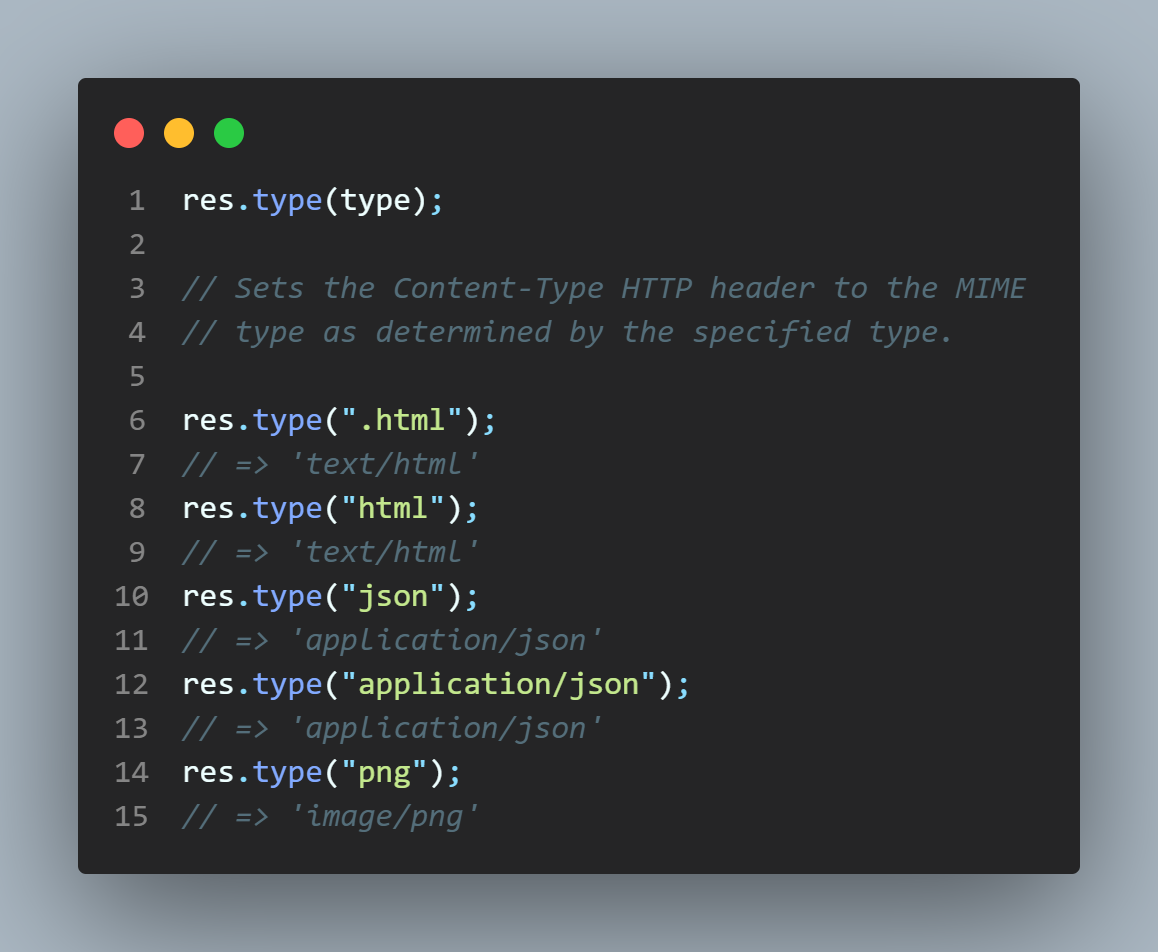 1 res.type(type);
2
3 // Sets the Content-Type HTTP header to the MIME
4 // type as determined by the specified type.
5
6 res.type(".html");
7 // => 'text/html'
8 res.type("html");
9 // => 'text/html'
10 res.type("json");
11 // => 'application/json'
12 res.type("application/json");
13 // => 'application/json'
14 res.type("png");
15 // => 'image/png'